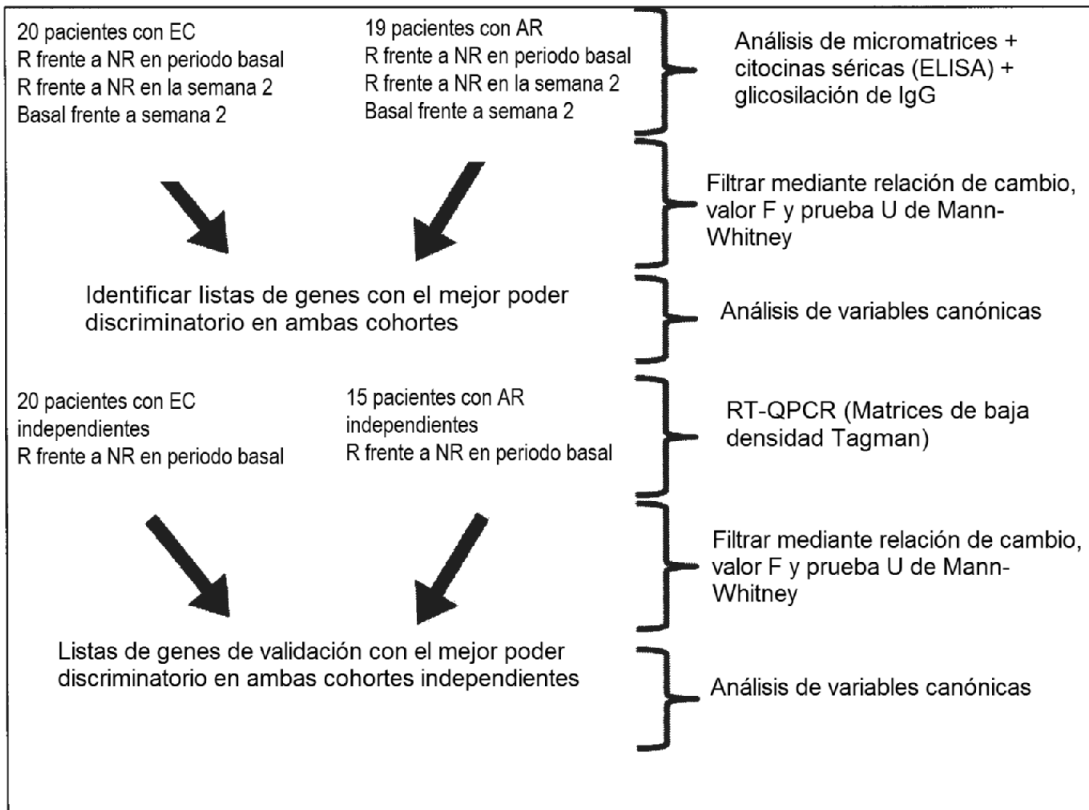 20 pacientes con EC
R frente a NR en periodo basal
R frente a NR en la semana 2
Basal frente a semana 2
19 pacientes con AR
R frente a NR en periodo basal
R frente a NR en la semana 2
Basal frente a semana 2
Análisis de micromatrices +
citocinas séricas (ELISA) +
glicosilación de IgG
Filtrar mediante relación de cambio,
valor F y prueba U de Mann-
Whitney
Identificar listas de genes con el mejor poder
discriminatorio en ambas cohortes
Análisis de variables canónicas
20 pacientes con EC
independientes
R frente a NR en periodo basal
15 pacientes con AR
independientes
R frente a NR en periodo basal
RT-QPCR (Matrices de baja
densidad Tagman)
Filtrar mediante relación de cambio,
valor F y prueba U de Mann-
Whitney
Listas de genes de validación con el mejor poder
discriminatorio en ambas cohortes independientes
Análisis de variables canónicas